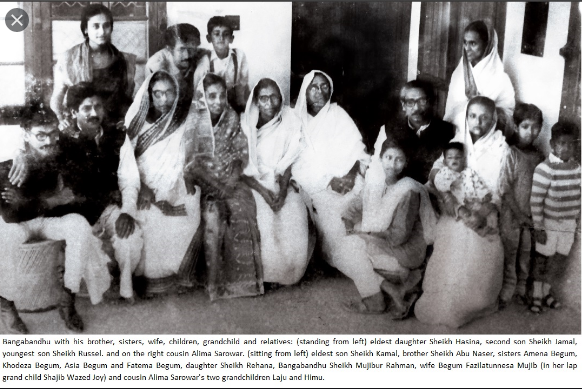 Bangabandhu with his brother, sisters, wife, children, grandchild and relatives: (standing from left) eldest daughter Sheikh Hasina, second son Sheikh Jamal,
youngest son Sheikh Russel. and on the right cousin Alima Sarowar. (sitting from left) eldest son Sheikh Kamal, brother Sheikh Abu Naser, sisters Amena Begum,
Khodeza Begum, Asia Begum and Fatema Begum, daughter Sheikh Rehana, Bangabandhu Sheikh Mujibur Rahman, wife Begum Fazilatunnesa Mujib (in her lap
grand child Shajib Wazed Joy) and cousin Alima Sarowar's two grandchildren Laju and Himu.